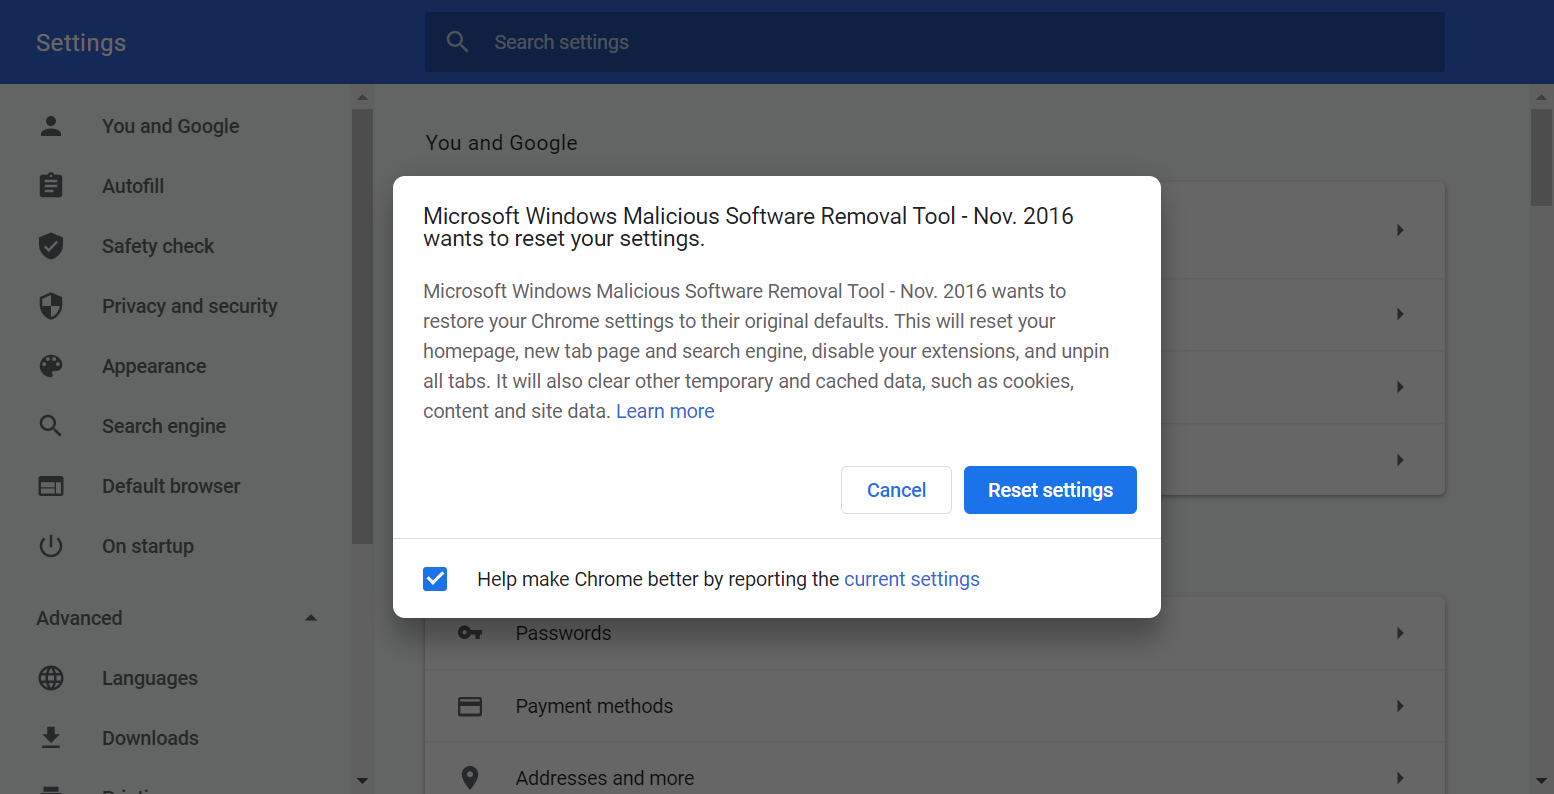 Settings
Search settings
You and Google
Autofill
Safety check
Privacy and security
Appearance
Search engine
Default browser
On startup
Advanced
Languages
Downloads
You and Google
Microsoft Windows Malicious Software Removal Tool - Nov. 2016
wants to reset your settings.
Microsoft Windows Malicious Software Removal Tool - Nov. 2016 wants to
restore your Chrome settings to their original defaults. This will reset your
homepage, new tab page and search engine, disable your extensions, and unpin
all tabs. It will also clear other temporary and cached data, such as cookies,
content and site data. Learn more
Cancel
Reset settings
Help make Chrome better by reporting the current settings
Passwords
Payment methods
Addresses and more